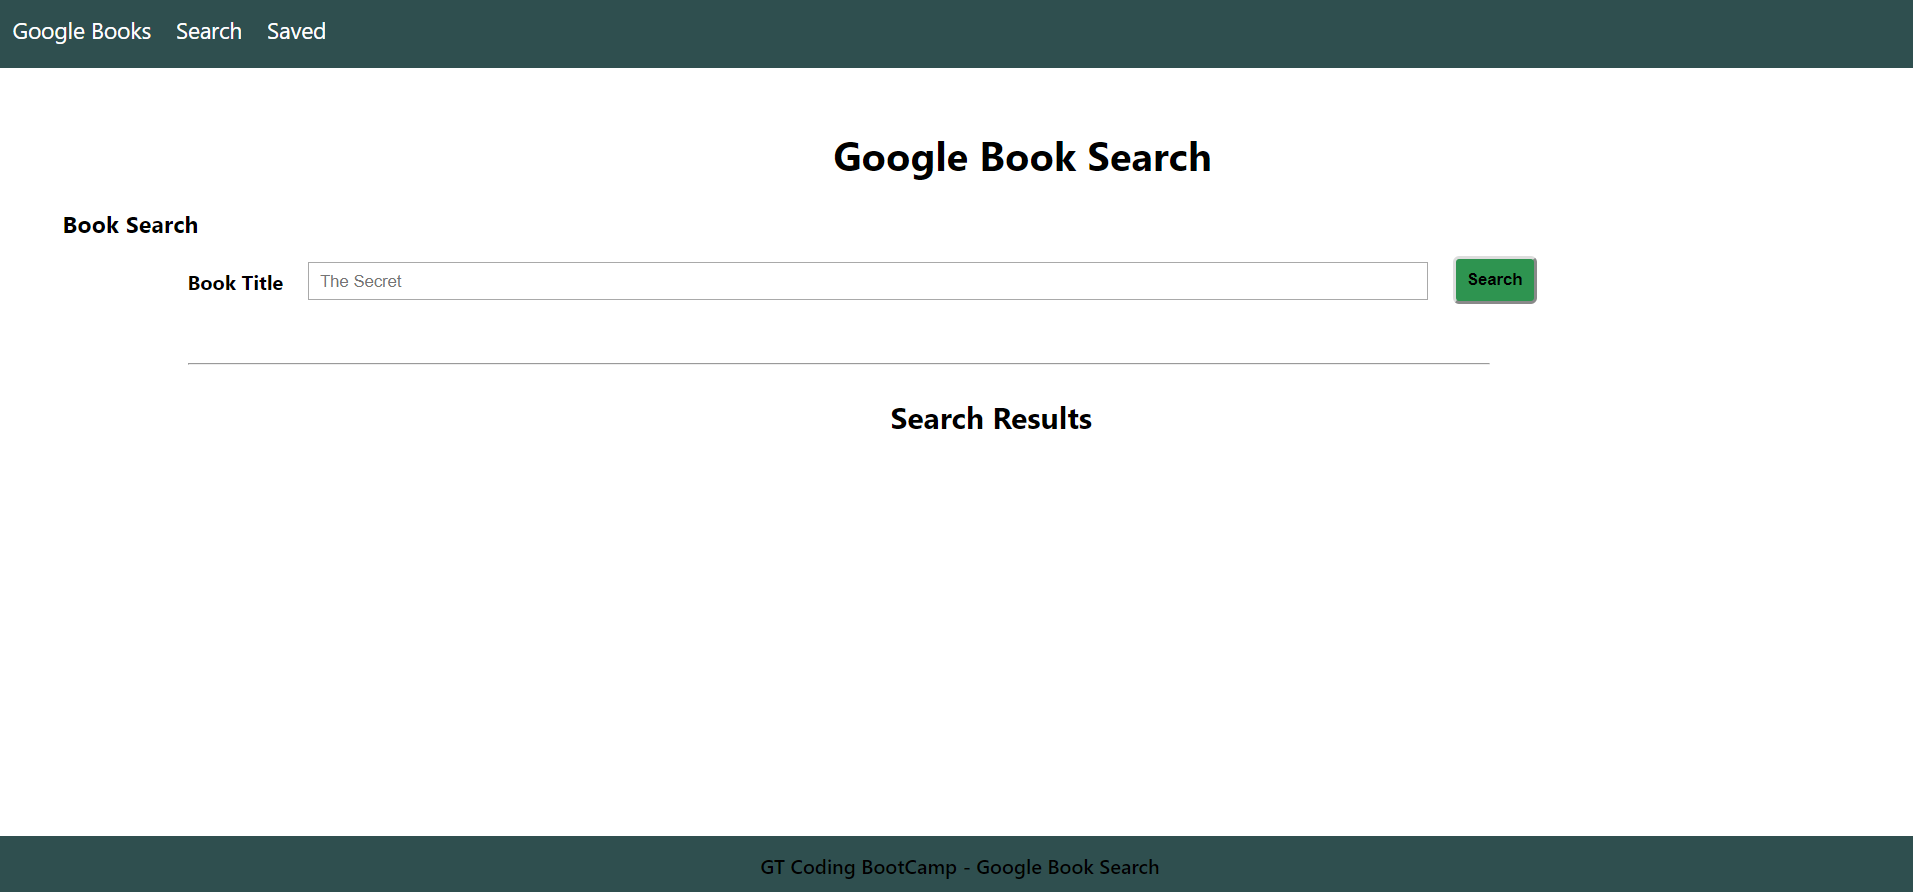 Google Books Search Saved
Google Book Search
Book Search
Book Title The Secret Search
Search Results
GT Coding BootCamp - Google Book Search